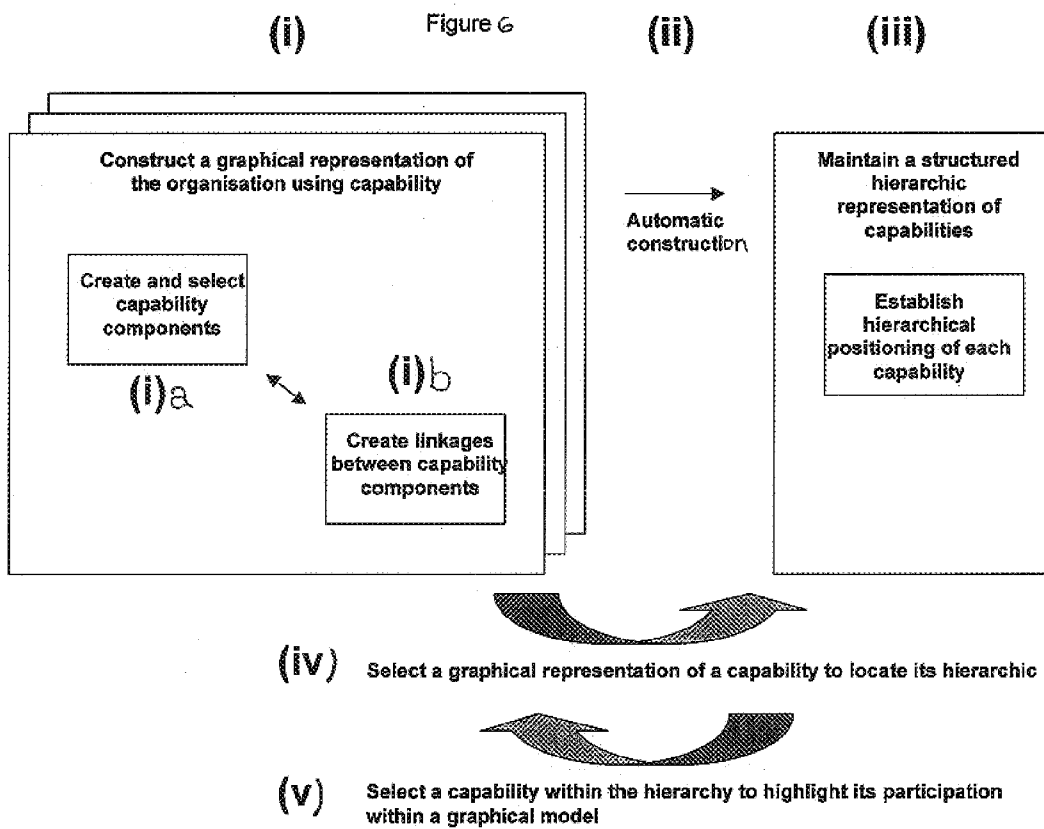 Figure 6
(i)
(ii)
(iii)
Construct a graphical representation of
the organisation using capability
Create and select
capability
components
(i)a
(i)b
Create linkages
between capability
components
Automatic
construction
Maintain a structured
hierarchic
representation of
capabilities
Establish
hierarchical
positioning of each
capability
(iv) Select a graphical representation of a capability to locate its hierarchic
(v) Select a capability within the hierarchy to highlight its participation
within a graphical model